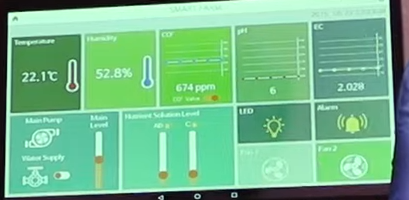 SMART FARM
Temperature
22.1℃
Humidity
52.8%
CO²
674 ppm
CO² Valve
pH
6
EC
2.028
Main Pump
Water Supply
Main
Level
Nutrient Solution Level
AB
C
LED
Alarm
Fan 1
Fan 2